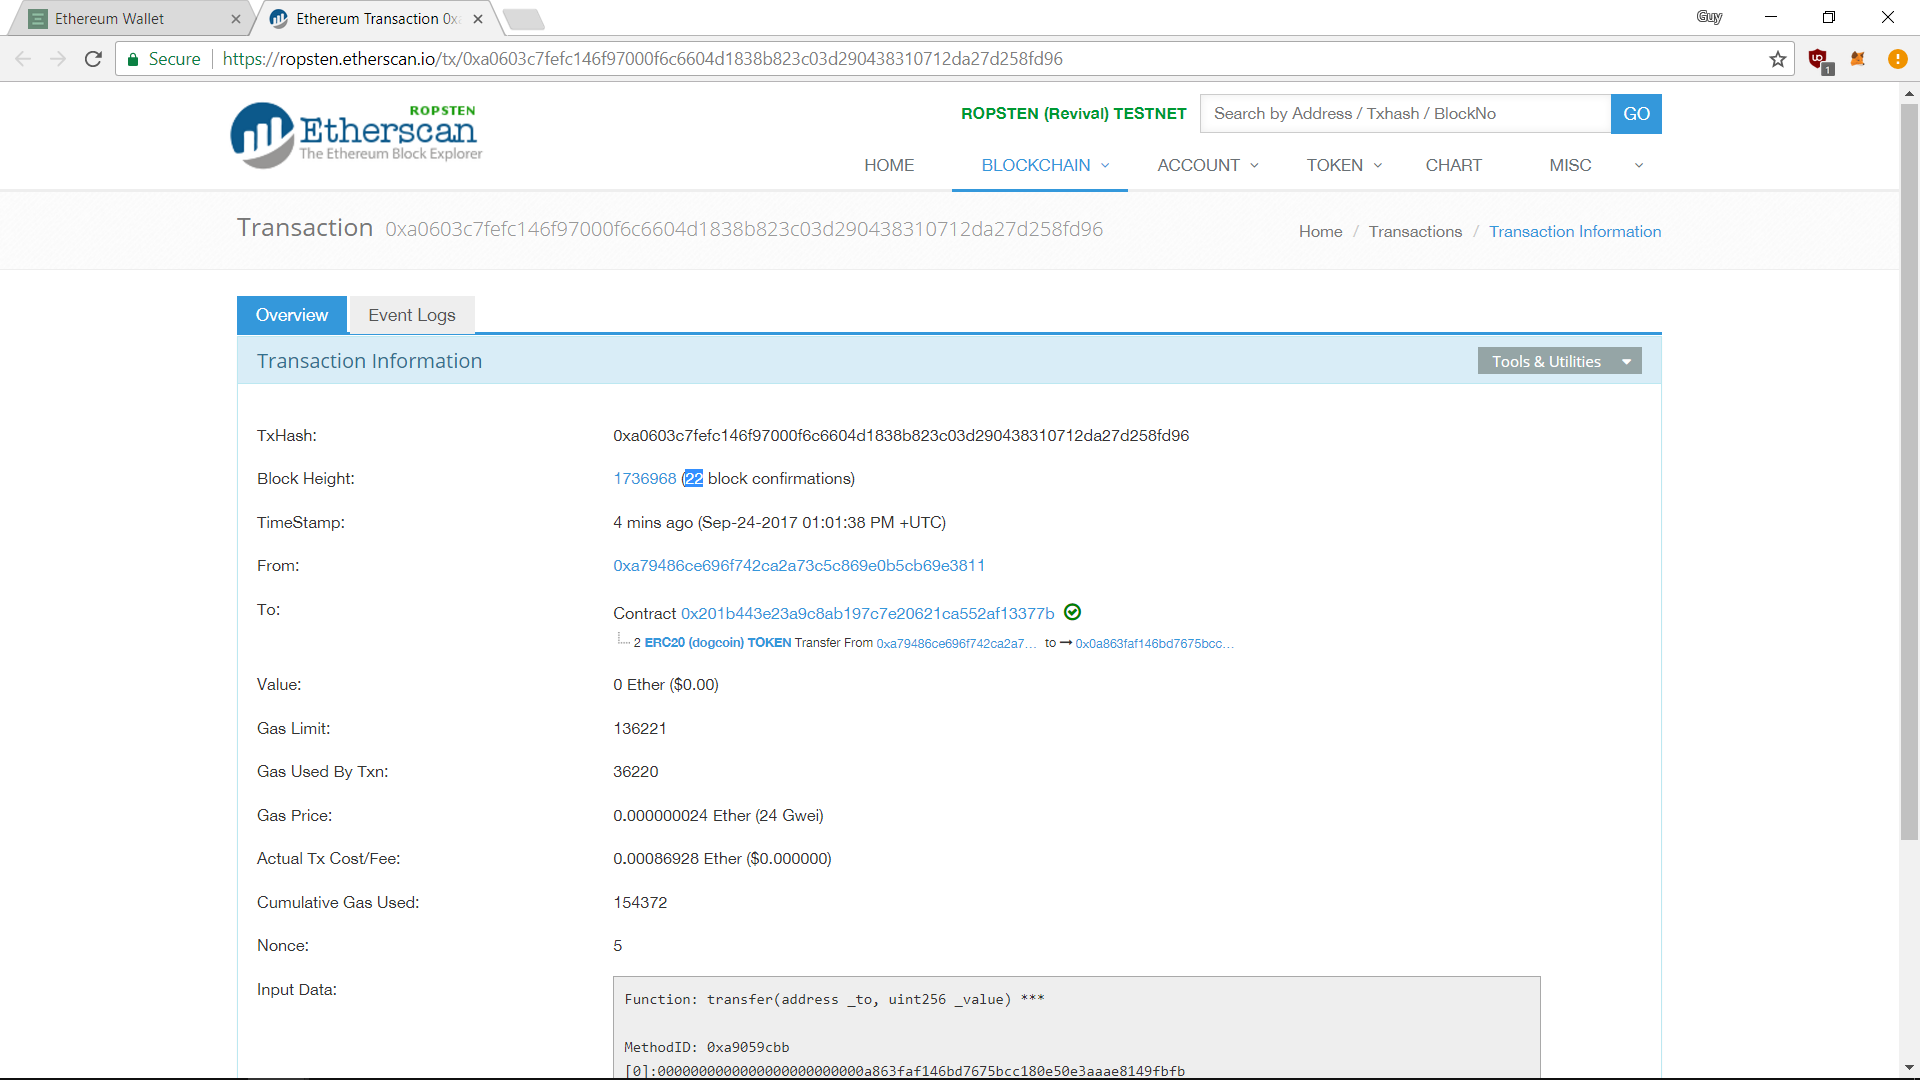 Ethereum Wallet
Ethereum Transaction 0xa
Guy
Secure
https://ropsten.etherscan.io/tx/0xa0603c7fefc146f97000f6c6604d1838b823c03d290438310712da27d258fd96
1
ROPSTEN
Etherscan
The Ethereum Block Explorer
ROPSTEN (Revival) TESTNET
Search by Address / Txhash / BlockNo
GO
HOME BLOCKCHAIN ACCOUNT TOKEN CHART MISC
Transaction 0xa0603c7fefc146f97000f6c6604d1838b823c03d290438310712da27d258fd96
Home / Transactions / Transaction Information
Overview Event Logs
Transaction Information
Tools & Utilities
TxHash: 0xa0603c7fefc146f97000f6c6604d1838b823c03d290438310712da27d258fd96
Block Height: 1736968 (22 block confirmations)
TimeStamp: 4 mins ago (Sep-24-2017 01:01:38 PM +UTC)
From: 0xa79486ce696f742ca2a73c5c869e0b5cb69e3811
To: Contract 0x201b443e23a9c8ab197c7e20621ca552af13377b
2 ERC20 (dogcoin) TOKEN Transfer From 0xa79486ce696f742ca2a7... to → 0x0a863faf146bd7675bcc...
Value: 0 Ether ($0.00)
Gas Limit: 136221
Gas Used By Txn: 36220
Gas Price: 0.000000024 Ether (24 Gwei)
Actual Tx Cost/Fee: 0.00086928 Ether ($0.000000)
Cumulative Gas Used: 154372
Nonce: 5
Input Data:
Function: transfer(address _to, uint256 _value) ***
MethodID: 0xa9059cbb
[0]:0000000000000000000000000a863faf146bd7675bcc180e50e3aaae8149fbfb